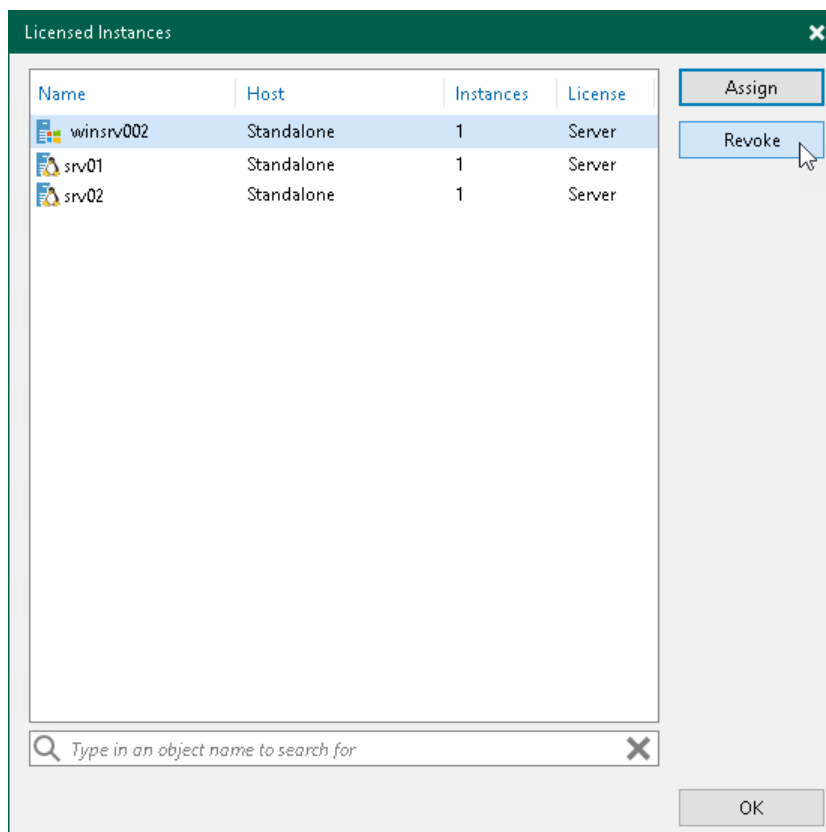 Licensed Instances
Name Host Instances License
winsrv002 Standalone 1 Server
srv01 Standalone 1 Server
srv02 Standalone 1 Server
Assign
Revoke
Type in an object name to search for
OK